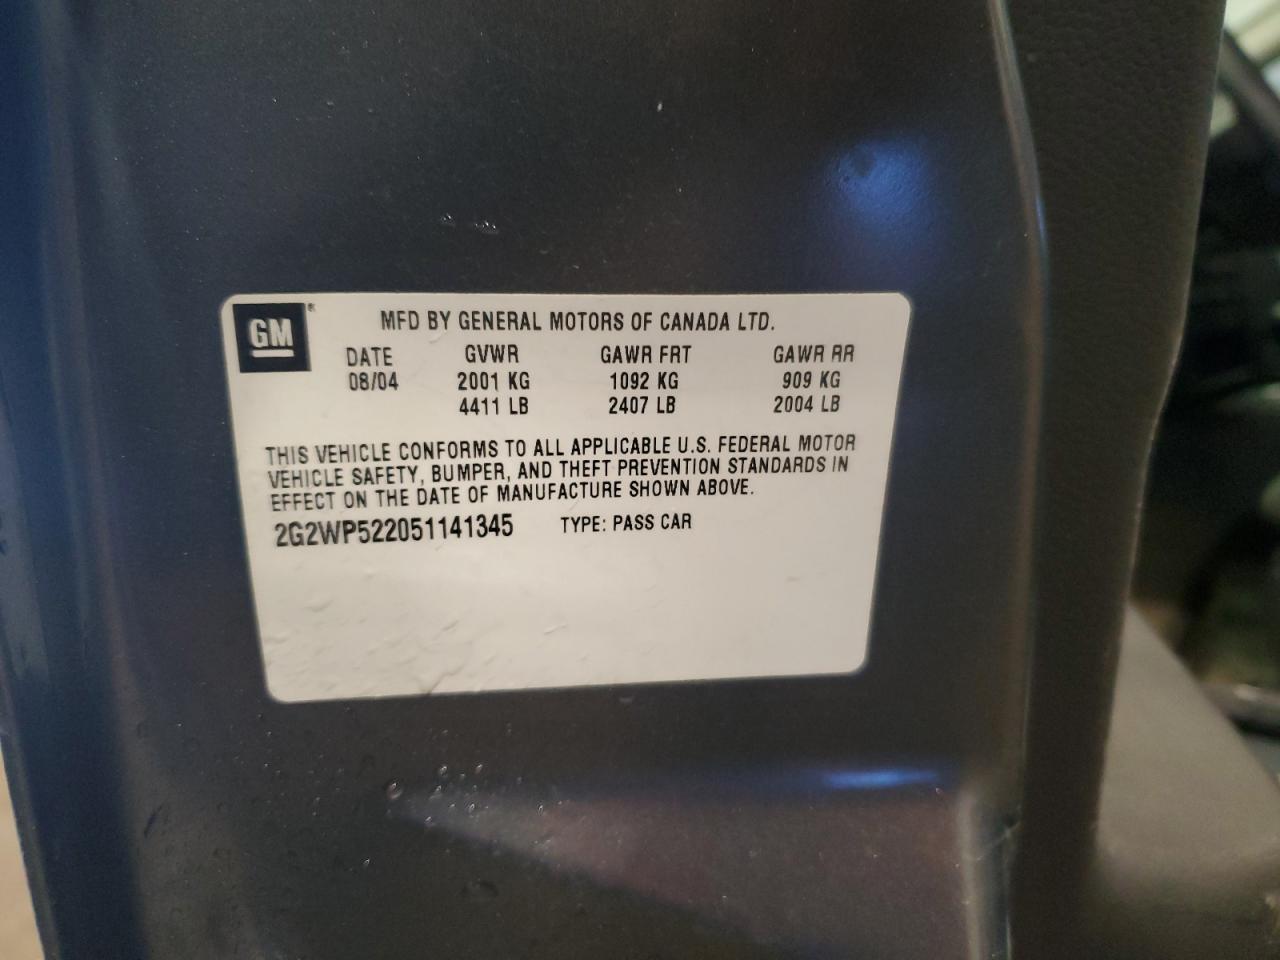 GM®
MFD BY GENERAL MOTORS OF CANADA LTD.
DATE GVWR GAWR FRT GAWR RR
08/04 2001 KG 1092 KG 909 KG
4411 LB 2407 LB 2004 LB
THIS VEHICLE CONFORMS TO ALL APPLICABLE U.S. FEDERAL MOTOR
VEHICLE SAFETY, BUMPER, AND THEFT PREVENTION STANDARDS IN
EFFECT ON THE DATE OF MANUFACTURE SHOWN ABOVE.
2G2WP522051141345 TYPE: PASS CAR